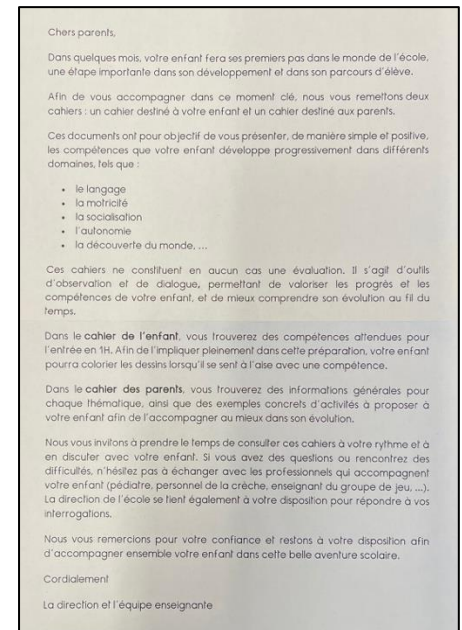 Chers parents,
Dans quelques mois, votre enfant fera ses premiers pas dans le monde de l'école,
une étape importante dans son développement et dans son parcours d'élève.
Afin de vous accompagner dans ce moment clé, nous vous remettons deux
cahiers : un cahier destiné à votre enfant et un cahier destiné aux parents.
Ces documents ont pour objectif de vous présenter, de manière simple et positive,
les compétences que votre enfant développe progressivement dans différents
domaines, tels que :
• le langage
• la motricité
• la socialisation
• l'autonomie
• la découverte du monde, ...
Ces cahiers ne constituent en aucun cas une évaluation. Il s'agit d'outils
d'observation et de dialogue, permettant de valoriser les progrès et les
compétences de votre enfant, et de mieux comprendre son évolution au fil du
temps.
Dans le cahier de l'enfant, vous trouverez des compétences attendues pour
l'entrée en 1H. Afin de l'impliquer pleinement dans cette préparation, votre enfant
pourra colorier les dessins lorsqu'il se sent à l'aise avec une compétence.
Dans le cahier des parents, vous trouverez des informations générales pour
chaque thématique, ainsi que des exemples concrets d'activités à proposer à
votre enfant afin de l'accompagner au mieux dans son évolution.
Nous vous invitons à prendre le temps de consulter ces cahiers à votre rythme et à
en discuter avec votre enfant. Si vous avez des questions ou rencontrez des
difficultés, n'hésitez pas à échanger avec les professionnels qui accompagnent
votre enfant (pédiatre, personnel de la crèche, enseignant du groupe de jeu, ...).
La direction de l'école se tient également à votre disposition pour répondre à vos
interrogations.
Nous vous remercions pour votre confiance et restons à votre disposition afin
d'accompagner ensemble votre enfant dans cette belle aventure scolaire.
Cordialement
La direction et l'équipe enseignante